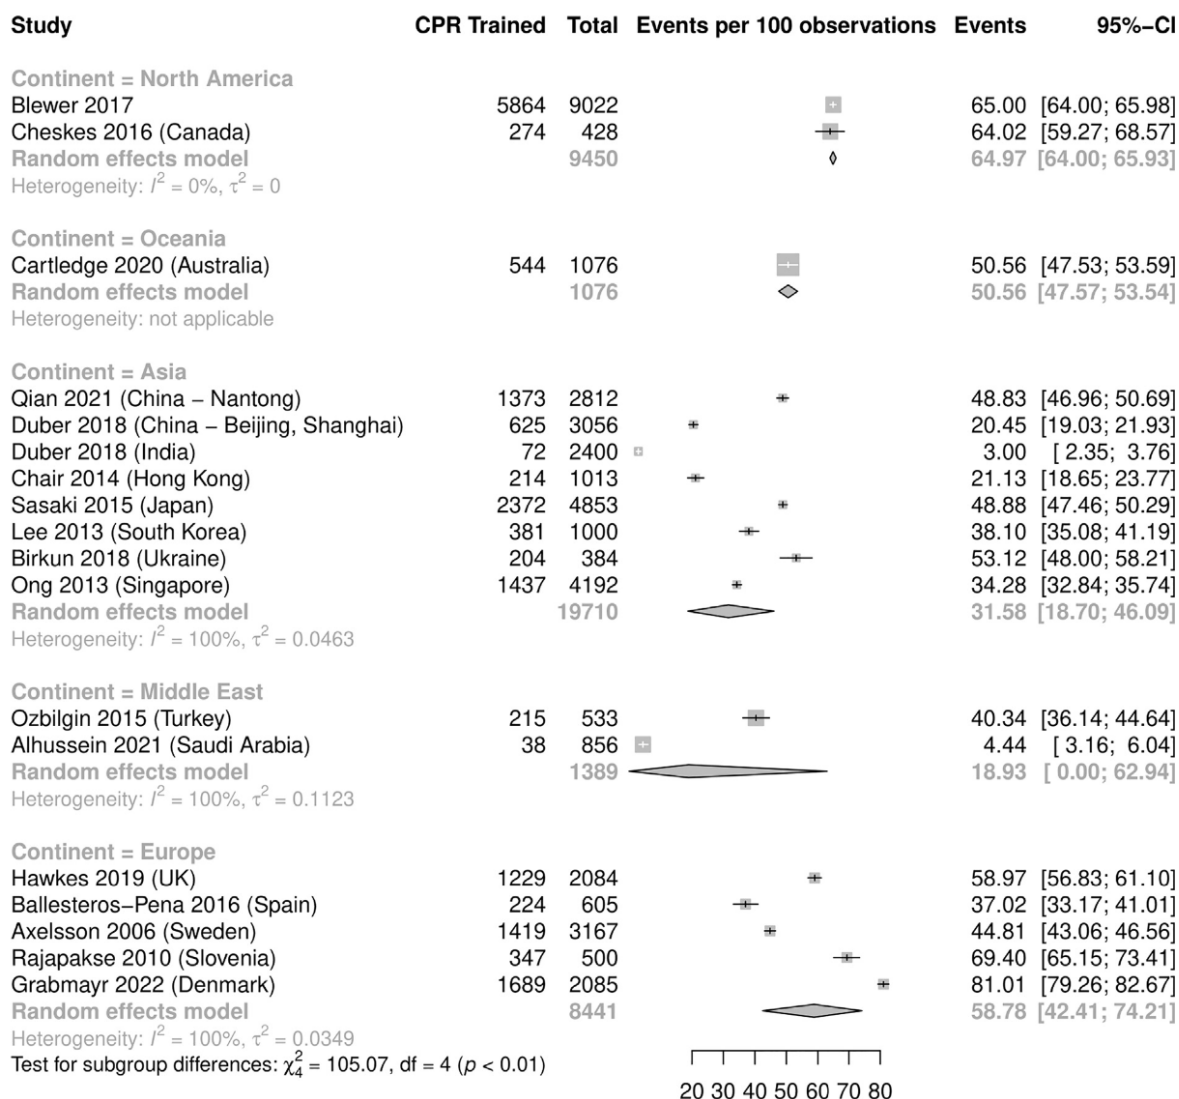 Study CPR Trained Total Events per 100 observations Events 95%−CI
Continent = North America
Blewer 2017 5864 9022 65.00 [64.00; 65.98]
Cheskes 2016 (Canada) 274 428 64.02 [59.27; 68.57]
Random effects model 9450 64.97 [64.00; 65.93]
Heterogeneity: I² = 0%, τ² = 0
Continent = Oceania
Cartledge 2020 (Australia) 544 1076 50.56 [47.53; 53.59]
Random effects model 1076 50.56 [47.57; 53.54]
Heterogeneity: not applicable
Continent = Asia
Qian 2021 (China − Nantong) 1373 2812 48.83 [46.96; 50.69]
Duber 2018 (China − Beijing, Shanghai) 625 3056 20.45 [19.03; 21.93]
Duber 2018 (India) 72 2400 3.00 [ 2.35; 3.76]
Chair 2014 (Hong Kong) 214 1013 21.13 [18.65; 23.77]
Sasaki 2015 (Japan) 2372 4853 48.88 [47.46; 50.29]
Lee 2013 (South Korea) 381 1000 38.10 [35.08; 41.19]
Birkun 2018 (Ukraine) 204 384 53.12 [48.00; 58.21]
Ong 2013 (Singapore) 1437 4192 34.28 [32.84; 35.74]
Random effects model 19710 31.58 [18.70; 46.09]
Heterogeneity: I² = 100%, τ² = 0.0463
Continent = Middle East
Ozbilgin 2015 (Turkey) 215 533 40.34 [36.14; 44.64]
Alhussein 2021 (Saudi Arabia) 38 856 4.44 [ 3.16; 6.04]
Random effects model 1389 18.93 [ 0.00; 62.94]
Heterogeneity: I² = 100%, τ² = 0.1123
Continent = Europe
Hawkes 2019 (UK) 1229 2084 58.97 [56.83; 61.10]
Ballesteros−Pena 2016 (Spain) 224 605 37.02 [33.17; 41.01]
Axelsson 2006 (Sweden) 1419 3167 44.81 [43.06; 46.56]
Rajapakse 2010 (Slovenia) 347 500 69.40 [65.15; 73.41]
Grabmayr 2022 (Denmark) 1689 2085 81.01 [79.26; 82.67]
Random effects model 8441 58.78 [42.41; 74.21]
Heterogeneity: I² = 100%, τ² = 0.0349
Test for subgroup differences: χ²₄ = 105.07, df = 4 (p < 0.01)
20 30 40 50 60 70 80